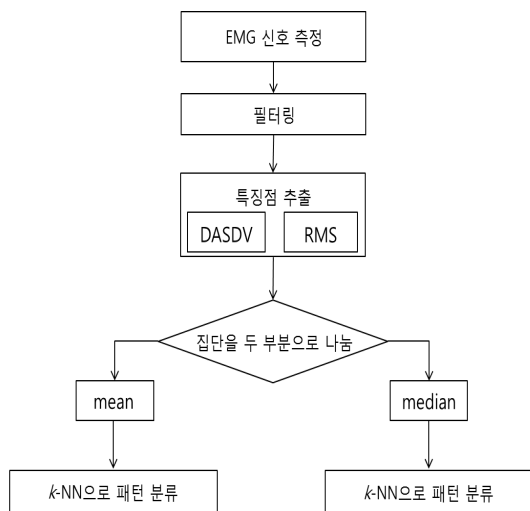 EMG 신호 측정
필터링
특징점 추출
DASDV
RMS
집단을 두 부분으로 나눔
mean
median
k-NN으로 패턴 분류
k-NN으로 패턴 분류